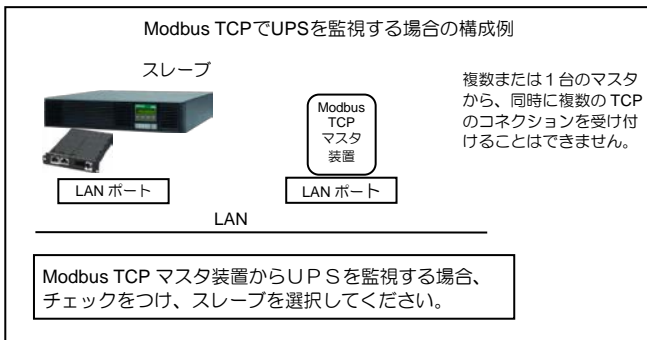 Modbus TCPでUPSを監視する場合の構成例
スレーブ
Modbus
TCP
マスタ
装置
複数または１台のマスタ
から、同時に複数の TCP
のコネクションを受け付
けることはできません。
LAN ポート
LAN ポート
LAN
Modbus TCP マスタ装置からＵＰＳを監視する場合、
チェックをつけ、スレーブを選択してください。